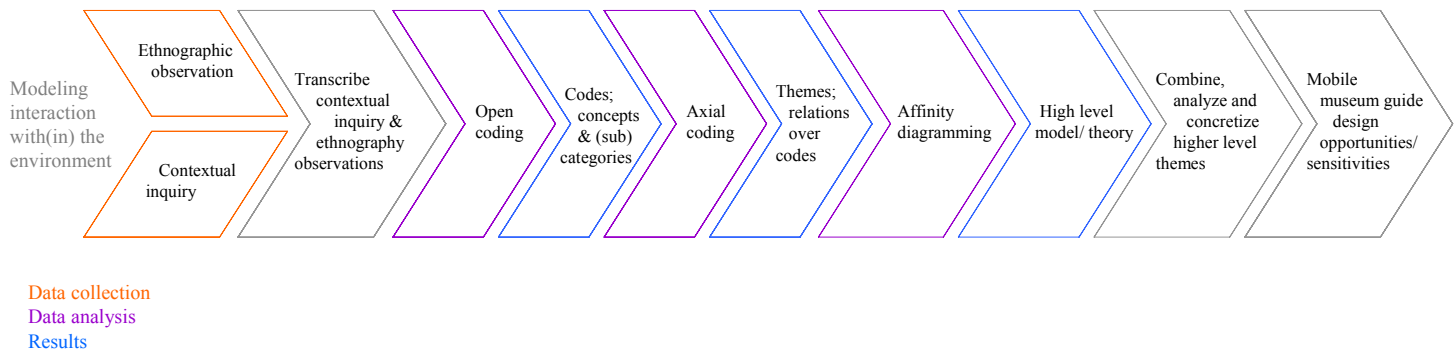 Modeling
interaction
with(in) the
environment
Ethnographic
observation
Contextual
inquiry
Transcribe
contextual
inquiry &
ethnography
observations
Open
coding
Codes;
concepts
& (sub)
categories
Axial
coding
Themes;
relations
over
codes
Affinity
diagramming
High level
model/ theory
Combine,
analyze and
concretize
higher level
themes
Mobile
museum guide
design
opportunities/
sensitivities
Data collection
Data analysis
Results